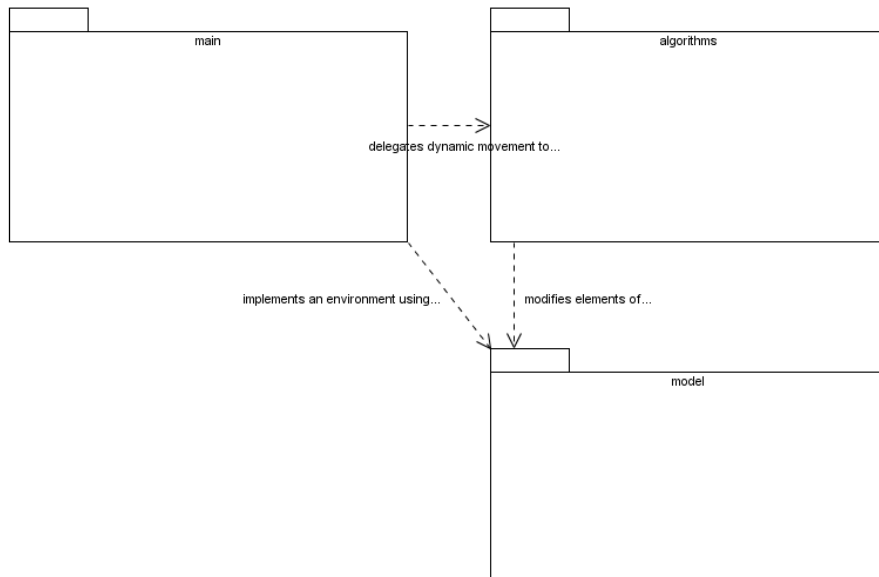 main
algorithms
delegates dynamic movement to...
implements an environment using...
modifies elements of...
model